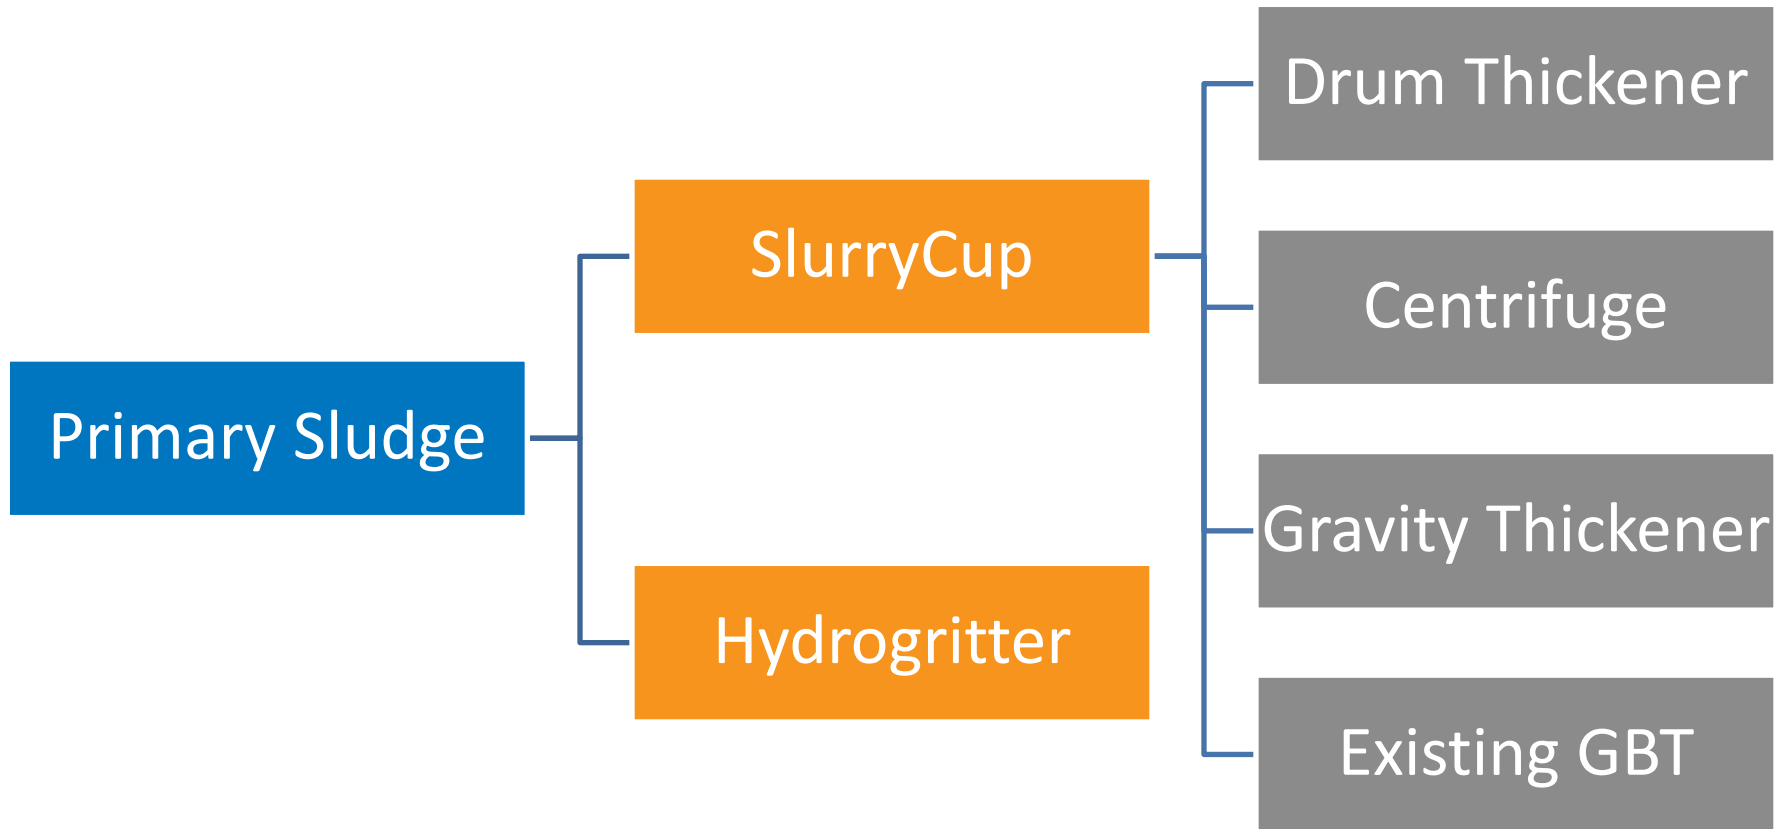 Primary Sludge
SlurryCup
Hydrogritter
Drum Thickener
Centrifuge
Gravity Thickener
Existing GBT